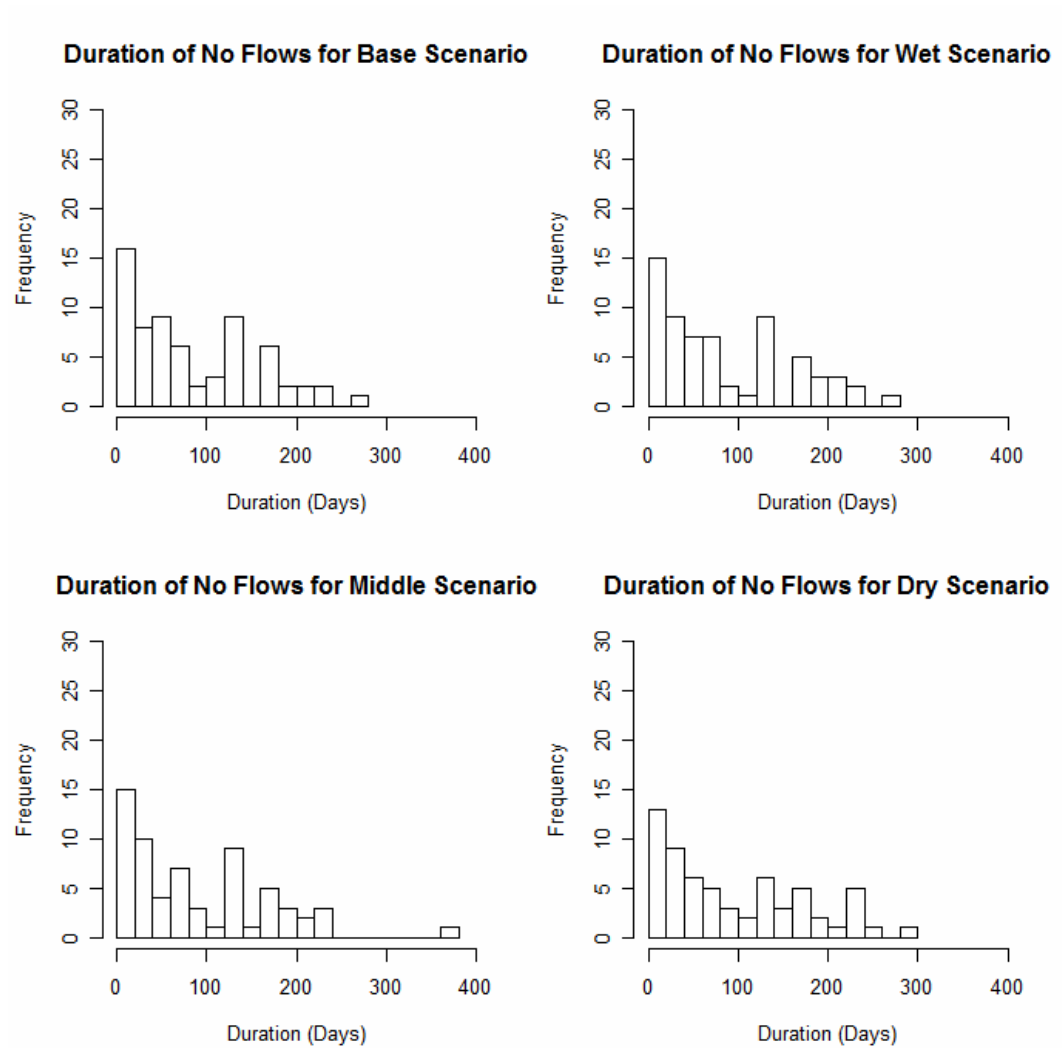 Duration of No Flows for Base Scenario
30
25
20
15
10
5
0
Frequency
0 100 200 300 400
Duration (Days)
Duration of No Flows for Wet Scenario
30
25
20
15
10
5
0
Frequency
0 100 200 300 400
Duration (Days)
Duration of No Flows for Middle Scenario
30
25
20
15
10
5
0
Frequency
0 100 200 300 400
Duration (Days)
Duration of No Flows for Dry Scenario
30
25
20
15
10
5
0
Frequency
0 100 200 300 400
Duration (Days)